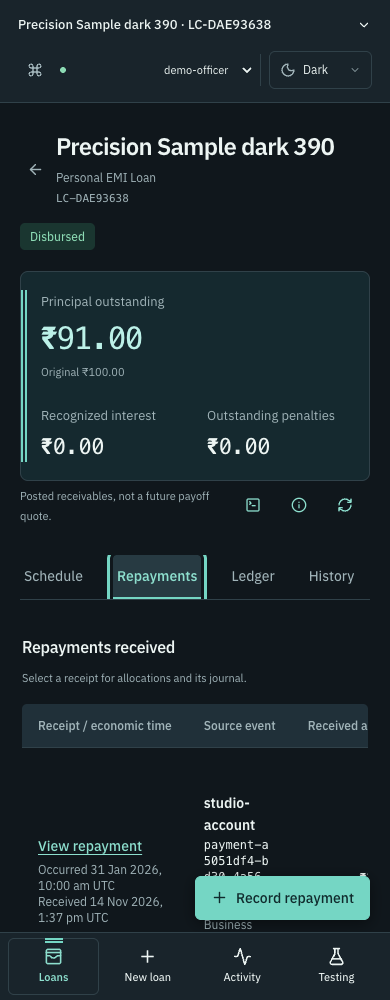 Precision Sample dark 390 · LC-DAE93638
demo-officer
Dark
Precision Sample dark 390
Personal EMI Loan
LC-DAE93638
Disbursed
Principal outstanding
₹91.00
Original ₹100.00
Recognized interest
Outstanding penalties
₹0.00
₹0.00
Posted receivables, not a future payoff
quote.
Schedule
Repayments
Ledger
History
Repayments received
Select a receipt for allocations and its journal.
Receipt / economic time
Source event
Received a
studio-
account
payment-a
5051df4-b
View repayment
Occurred 31 Jan 2026,
10:00 am UTC
Received 14 Nov 2026,
1:37 pm UTC
Record repayment
Business
Loans
New loan
Activity
Testing